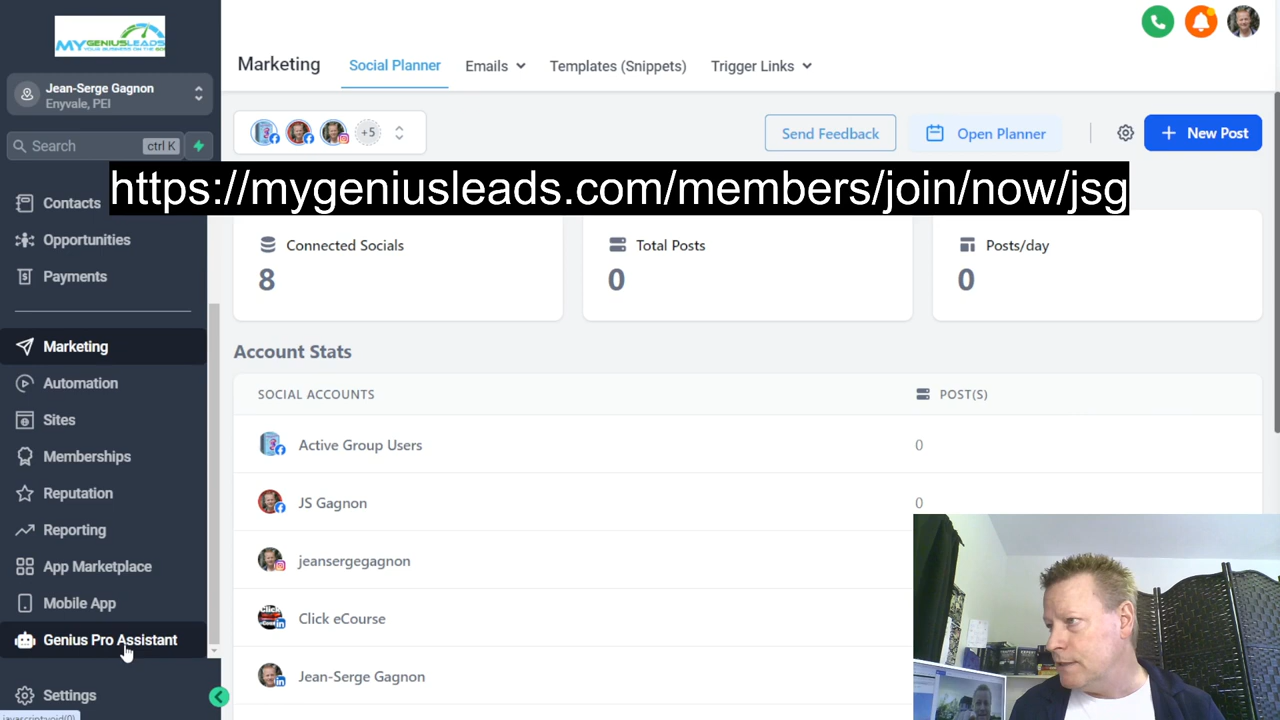 MYGENIUSLEADS
Jean-Serge Gagnon
Enyvale, PEI
Search
ctrl K
Contacts
Opportunities
Payments
Marketing
Automation
Sites
Memberships
Reputation
Reporting
App Marketplace
Mobile App
Genius Pro Assistant
Settings
javascript:void(0)
Marketing
Social Planner
Emails
Templates (Snippets)
Trigger Links
+5
Send Feedback
Open Planner
+ New Post
https://mygeniusleads.com/members/join/now/jsg
Connected Socials
8
Total Posts
0
Posts/day
0
Account Stats
SOCIAL ACCOUNTS
POST(S)
Active Group Users
0
JS Gagnon
0
jeansergegagnon
Click eCourse
Jean-Serge Gagnon